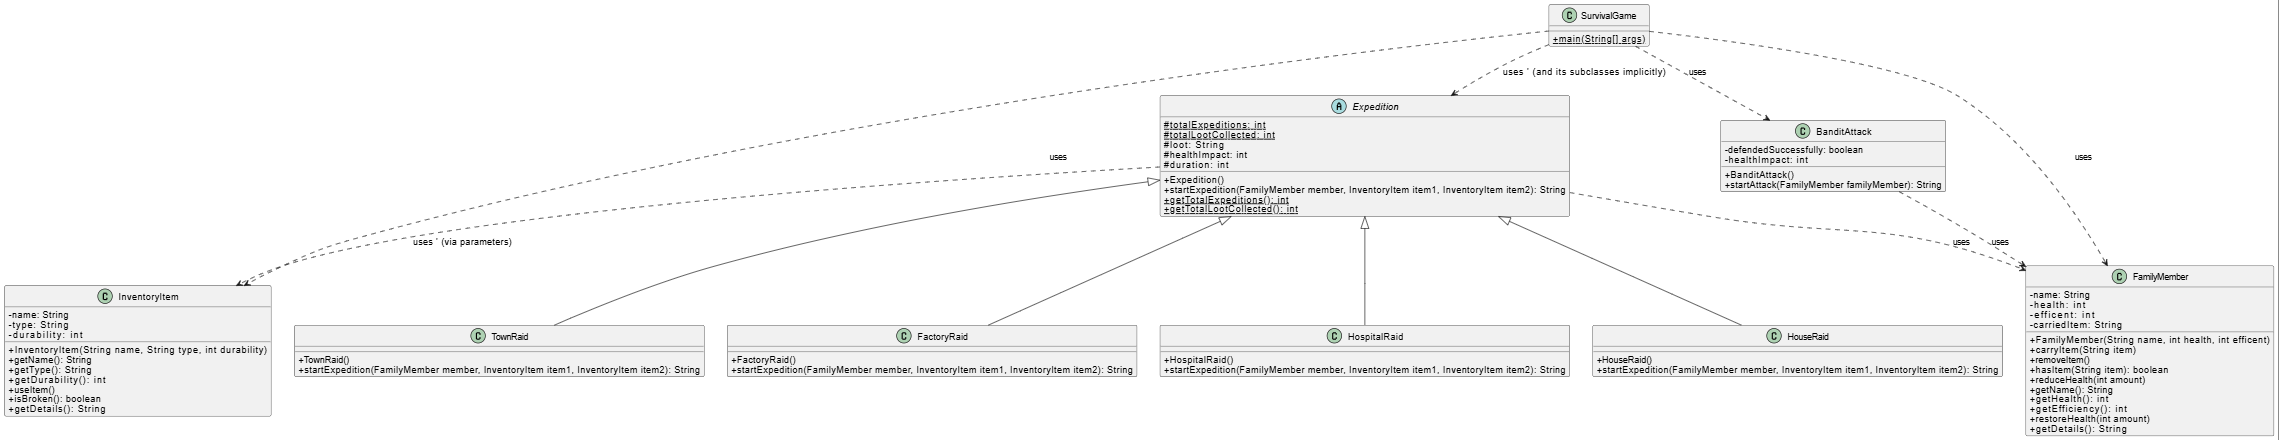 C SurvivalGame
+main(String[] args)
uses ' (and its subclasses implicitly)
uses
A Expedition
#totalExpeditions: int
#totalLootCollected: int
#loot: String
#healthImpact: int
#duration: int
+Expedition()
+startExpedition(FamilyMember member, InventoryItem item1, InventoryItem item2): String
+getTotalExpeditions(): int
+getTotalLootCollected(): int
C BanditAttack
-defendedSuccessfully: boolean
-healthImpact: int
+BanditAttack()
+startAttack(FamilyMember familyMember): String
uses
uses
uses ' (via parameters)
uses
uses
C InventoryItem
-name: String
-type: String
-durability: int
+InventoryItem(String name, String type, int durability)
+getName(): String
+getType(): String
+getDurability(): int
+useItem()
+isBroken(): boolean
+getDetails(): String
C TownRaid
+TownRaid()
+startExpedition(FamilyMember member, InventoryItem item1, InventoryItem item2): String
C FactoryRaid
+FactoryRaid()
+startExpedition(FamilyMember member, InventoryItem item1, InventoryItem item2): String
C HospitalRaid
+HospitalRaid()
+startExpedition(FamilyMember member, InventoryItem item1, InventoryItem item2): String
C HouseRaid
+HouseRaid()
+startExpedition(FamilyMember member, InventoryItem item1, InventoryItem item2): String
C FamilyMember
-name: String
-health: int
-efficent: int
-carriedItem: String
+FamilyMember(String name, int health, int efficent)
+carryItem(String item)
+removeItem()
+hasItem(String item): boolean
+reduceHealth(int amount)
+getName(): String
+getHealth(): int
+getEfficiency(): int
+restoreHealth(int amount)
+getDetails(): String